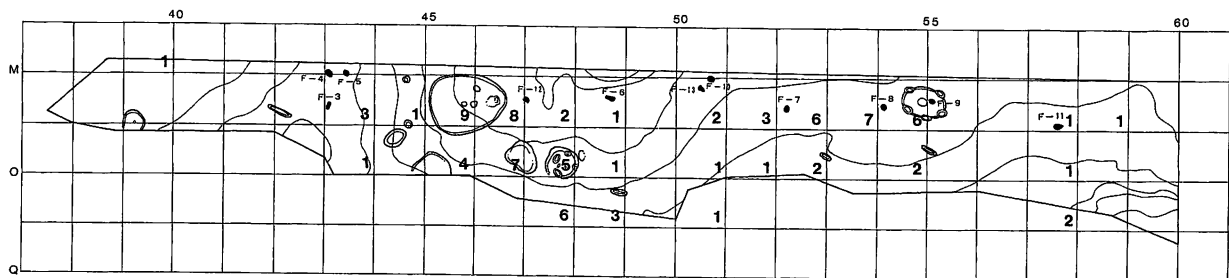 40 45 50 55 60
1
M
F-4 F-5 F-12 F-6 F-13 F-10
F-3 3 1 9 8 2 1 2 F-7 3 6 F-8 7 6 F-9 F-11 1 1
1 4 7 5 1 1 2 2 1
O
6 3 1 2
Q